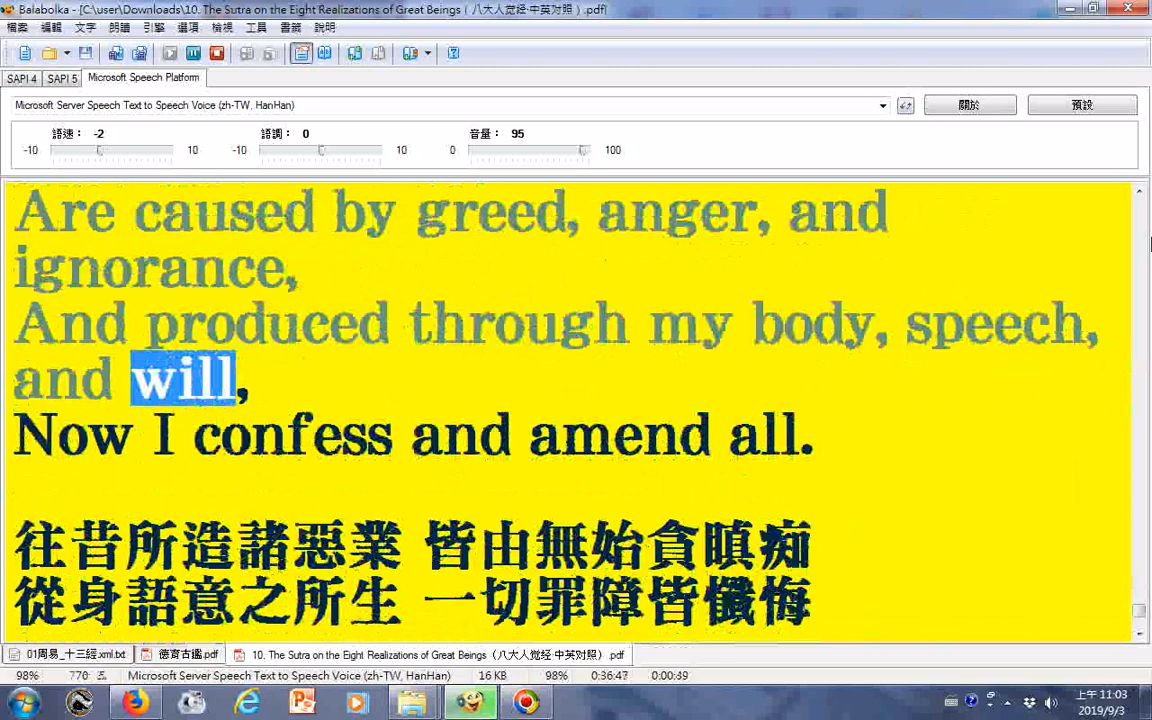 Balabolka - [C:\user\Downloads\10. The Sutra on the Eight Realizations of Great Beings ( 八大人觉经·中英对照 ) .pdf]
檔案 編輯 文字 朗讀 引擎 選項 檢視 工具 書籤 說明
SAPI 4 SAPI 5 Microsoft Speech Platform
Microsoft Server Speech Text to Speech Voice (zh-TW, HanHan) 關於 預設
語速： -2 語調： 0 音量： 95
-10 10 -10 10 0 100
Are caused by greed, anger, and
ignorance,
And produced through my body, speech,
and will,
Now I confess and amend all.
往昔所造諸惡業 皆由無始貪瞋痴
從身語意之所生 一切罪障皆懺悔
01周易_十三經.xml.txt 德育古鑑.pdf 10. The Sutra on the Eight Realizations of Great Beings（八大人觉经·中英对照）.pdf
98% 770 Microsoft Server Speech Text to Speech Voice (zh-TW, HanHan) 16 KB 98% 0:36:47 0:00:39
上午 11:03
2019/9/3